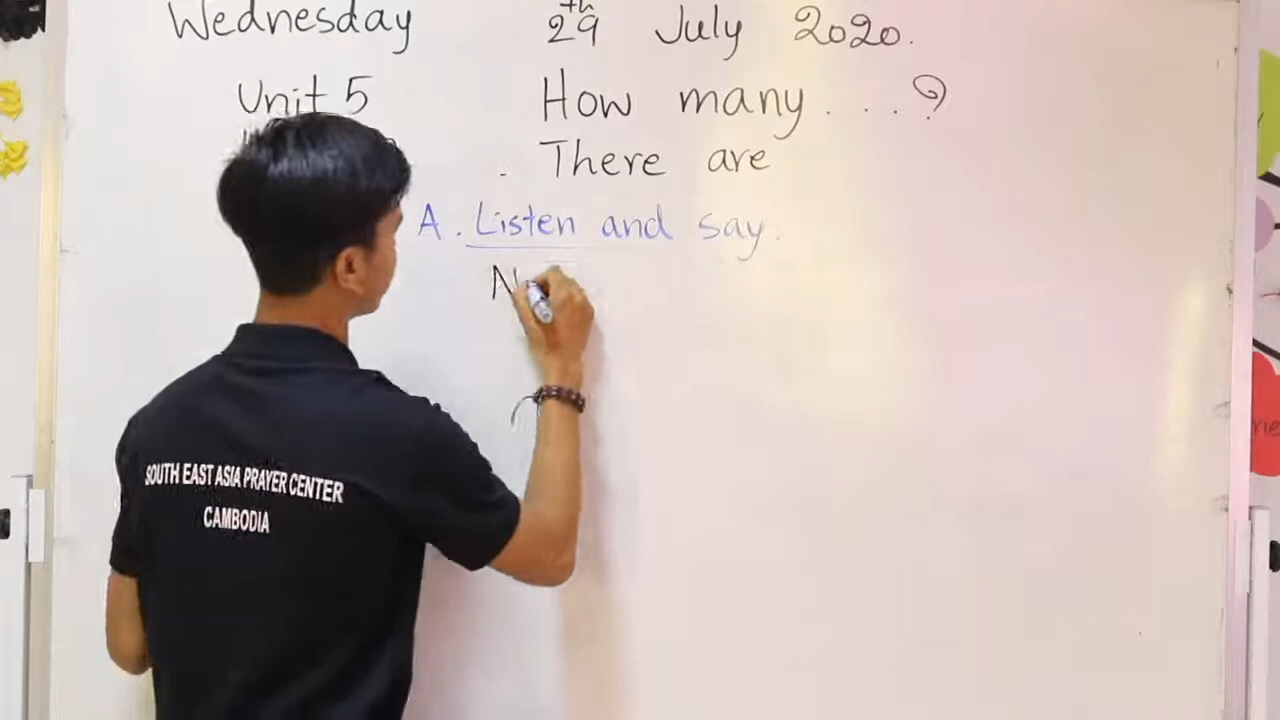 Wednesday 29th July 2020.
Unit 5 How many ...?
There are
A. Listen and say.
N
SOUTH EAST ASIA PRAYER CENTER
CAMBODIA